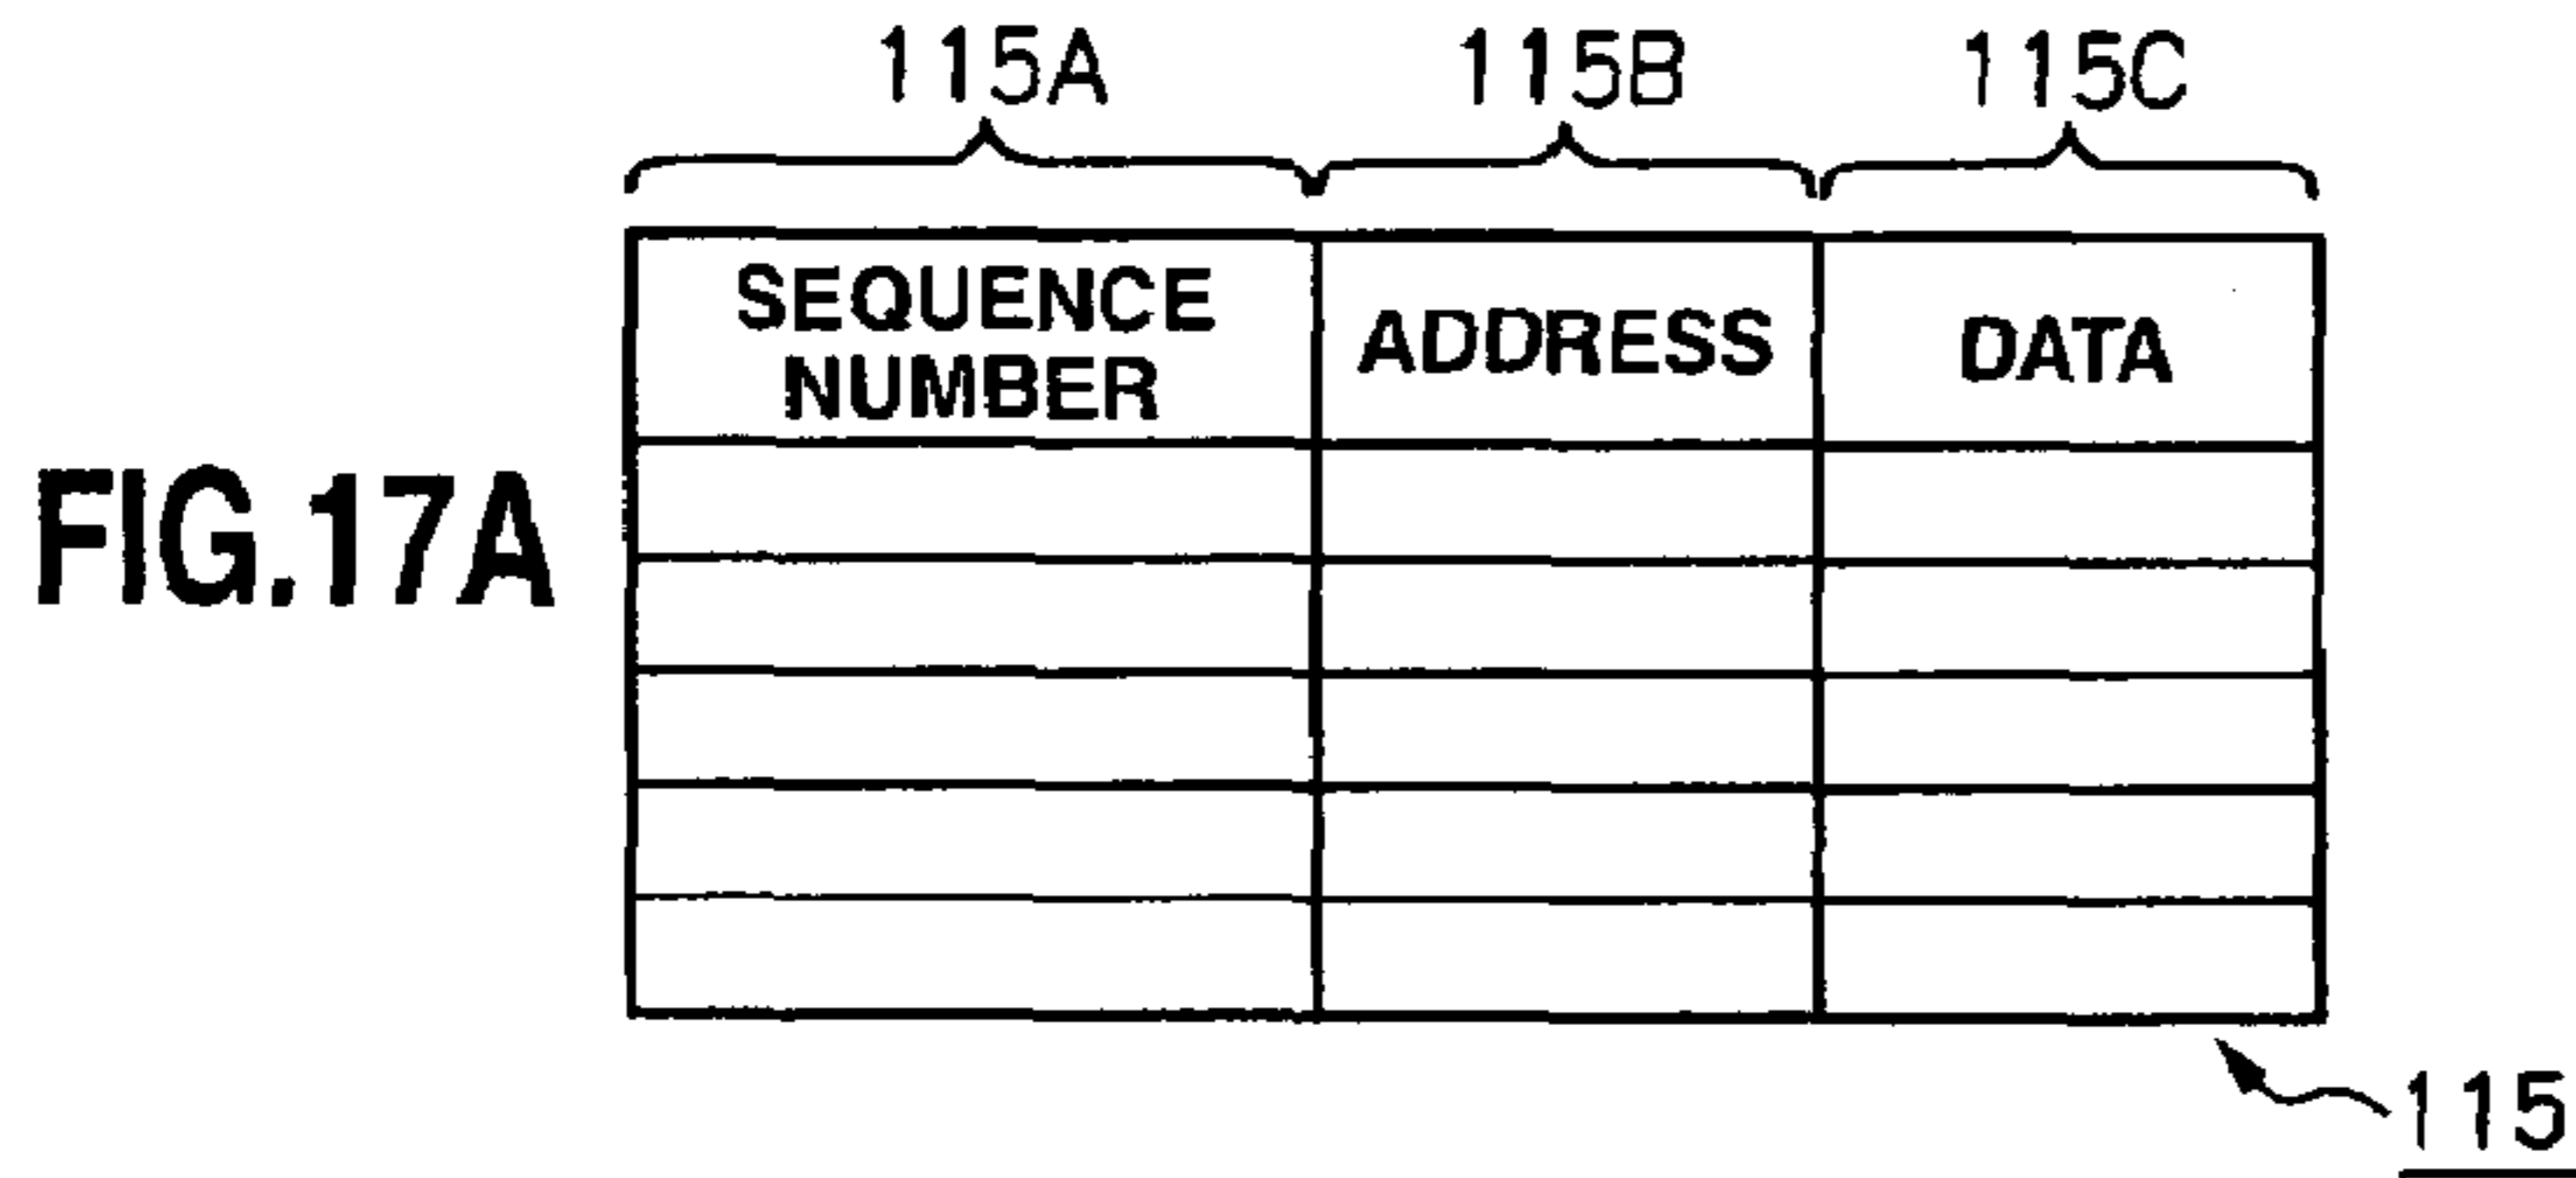 115A 115B 115C
SEQUENCE NUMBER
ADDRESS
DATA
FIG.17A
115